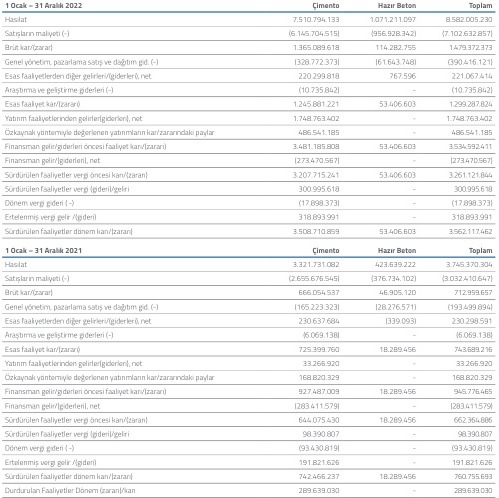 1 Ocak – 31 Aralık 2022 Çimento Hazır Beton Toplam
Hasılat 7.510.794.133 1.071.211.097 8.582.005.230
Satışların maliyeti (-) (6.145.704.515) (956.928.342) (7.102.632.857)
Brüt kar/(zarar) 1.365.089.618 114.282.755 1.479.372.373
Genel yönetim, pazarlama satış ve dağıtım gid. (-) (328.772.373) (61.643.748) (390.416.121)
Esas faaliyetlerden diğer gelirleri/(giderleri), net 220.299.818 767.596 221.067.414
Araştırma ve geliştirme giderleri (-) (10.735.842) - (10.735.842)
Esas faaliyet karı/(zararı) 1.245.881.221 53.406.603 1.299.287.824
Yatırım faaliyetlerinden gelirler(giderleri), net 1.748.763.402 - 1.748.763.402
Özkaynak yöntemiyle değerlenen yatırımların kar/zararındaki paylar 486.541.185 - 486.541.185
Finansman gelir/giderleri öncesi faaliyet karı/(zararı) 3.481.185.808 53.406.603 3.534.592.411
Finansman gelir/(giderleri), net (273.470.567) - (273.470.567)
Sürdürülen faaliyetler vergi öncesi karı/(zararı) 3.207.715.241 53.406.603 3.261.121.844
Sürdürülen faaliyetler vergi (gideri)/geliri 300.995.618 - 300.995.618
Dönem vergi gideri ( -) (17.898.373) - (17.898.373)
Ertelenmiş vergi gelir /(gideri) 318.893.991 - 318.893.991
Sürdürülen faaliyetler dönem karı/(zararı) 3.508.710.859 53.406.603 3.562.117.462
1 Ocak – 31 Aralık 2021 Çimento Hazır Beton Toplam
Hasılat 3.321.731.082 423.639.222 3.745.370.304
Satışların maliyeti (-) (2.655.676.545) (376.734.102) (3.032.410.647)
Brüt kar/(zarar) 666.054.537 46.905.120 712.959.657
Genel yönetim, pazarlama satış ve dağıtım gid. (-) (165.223.323) (28.276.571) (193.499.894)
Esas faaliyetlerden diğer gelirleri/(giderleri), net 230.637.684 (339.093) 230.298.591
Araştırma ve geliştirme giderleri (-) (6.069.138) - (6.069.138)
Esas faaliyet karı/(zararı) 725.399.760 18.289.456 743.689.216
Yatırım faaliyetlerinden gelirler(giderleri), net 33.266.920 - 33.266.920
Özkaynak yöntemiyle değerlenen yatırımların kar/zararındaki paylar 168.820.329 - 168.820.329
Finansman gelir/giderleri öncesi faaliyet karı/(zararı) 927.487.009 18.289.456 945.776.465
Finansman gelir/(giderleri), net (283.411.579) - (283.411.579)
Sürdürülen faaliyetler vergi öncesi karı/(zararı) 644.075.430 18.289.456 662.364.886
Sürdürülen faaliyetler vergi (gideri)/geliri 98.390.807 - 98.390.807
Dönem vergi gideri ( -) (93.430.819) - (93.430.819)
Ertelenmiş vergi gelir /(gideri) 191.821.626 - 191.821.626
Sürdürülen faaliyetler dönem karı/(zararı) 742.466.237 18.289.456 760.755.693
Durdurulan Faaliyetler Dönem (zararı)/karı 289.639.030 - 289.639.030